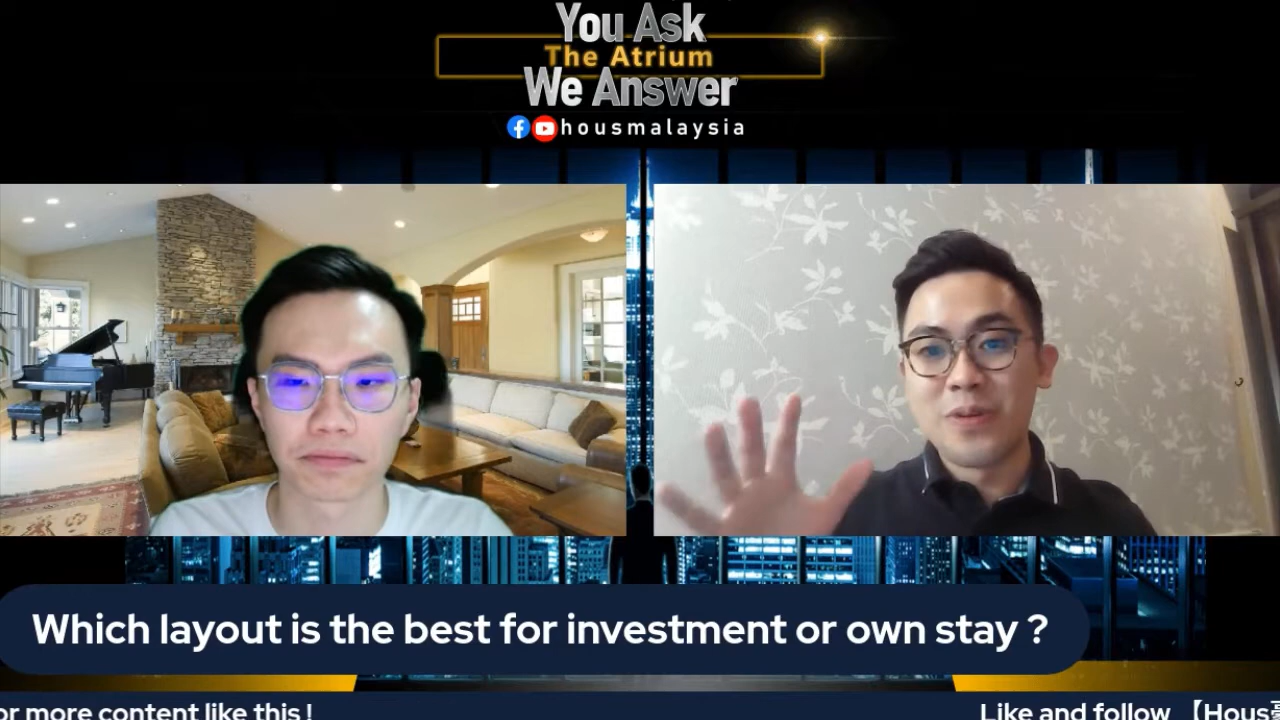 You Ask
The Atrium
We Answer
housmalaysia
Which layout is the best for investment or own stay ?
or more content like this !
Like and follow 【Hous